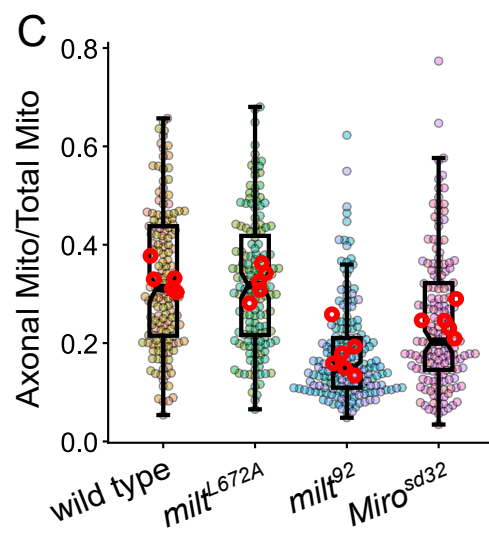 C
Axonal Mito/Total Mito
0.8
0.6
0.4
0.2
0.0
wild type
milt^L672A
milt^92
Miro^sd32